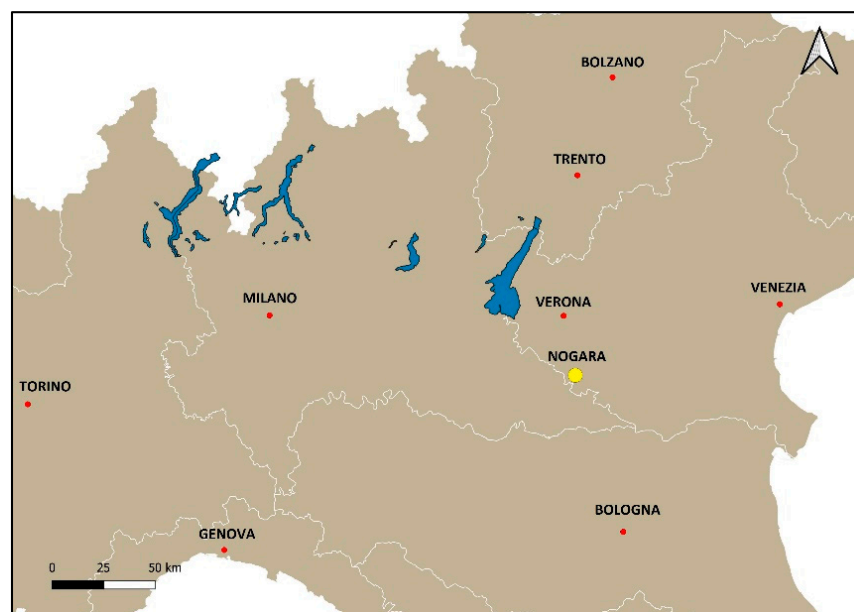 BOLZANO
TRENTO
MILANO
VERONA
VENEZIA
NOGARA
TORINO
BOLOGNA
GENOVA
0 25 50 km